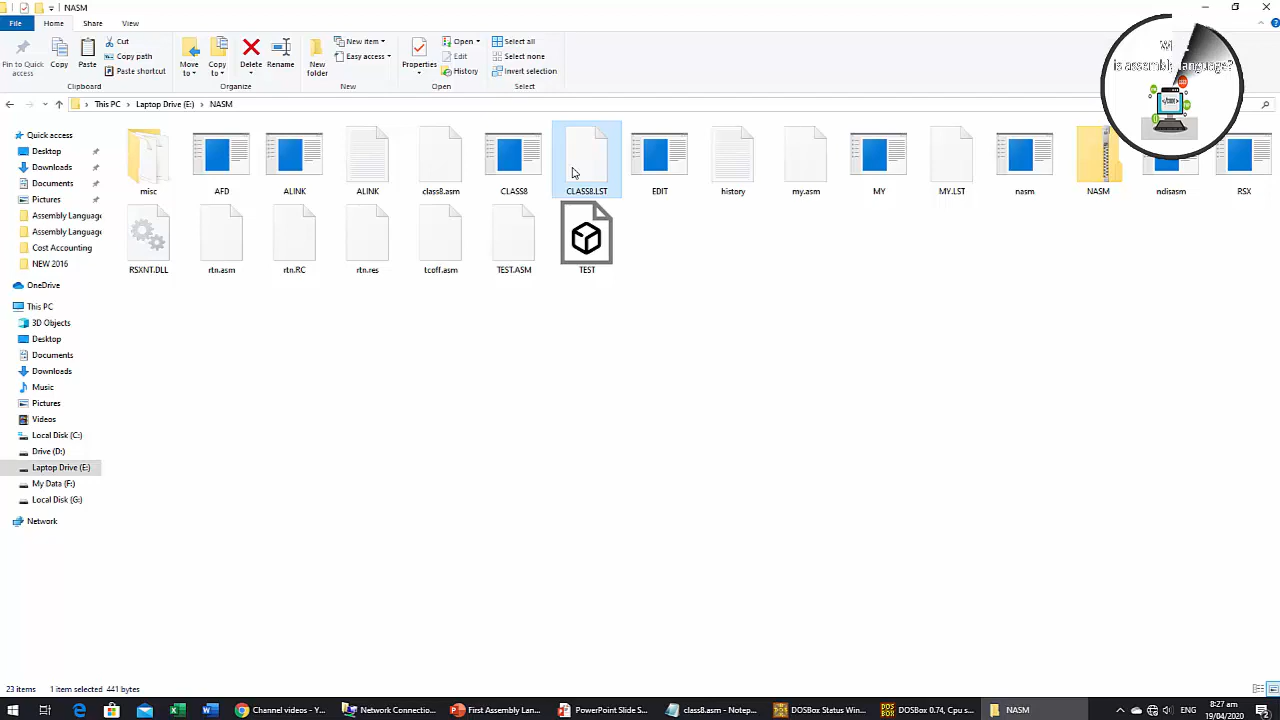 NASM
File Home Share View
Pin to Quick access
Copy
Paste
Cut
Copy path
Paste shortcut
Clipboard
Move to
Copy to
Delete
Rename
Organize
New folder
New item
Easy access
New
Properties
Open
Edit
History
Open
Select all
Select none
Invert selection
Select
is assembly language?
This PC > Laptop Drive (E:) > NASM
Quick access
Desktop
Downloads
Documents
Pictures
Assembly Language
Assembly Language
Cost Accounting
NEW 2016
OneDrive
This PC
3D Objects
Desktop
Documents
Downloads
Music
Pictures
Videos
Local Disk (C:)
Drive (D:)
Laptop Drive (E:)
My Data (F:)
Local Disk (G:)
Network
misc AFD ALINK ALINK class8.asm CLASS8 CLASS8.LST EDIT history my.asm MY MY.LST nasm NASM ndisasm RSX
RSXNT.DLL rtn.asm rtn.RC rtn.res tcoff.asm TEST.ASM TEST
23 items 1 item selected 441 bytes
Channel videos - Y... Network Connectio... First Assembly Lan... PowerPoint Slide S... class8.asm - Notep... DOSBox Status Win... DOSBox 0.74, Cpu s... NASM ENG 8:27 am
19/04/2020